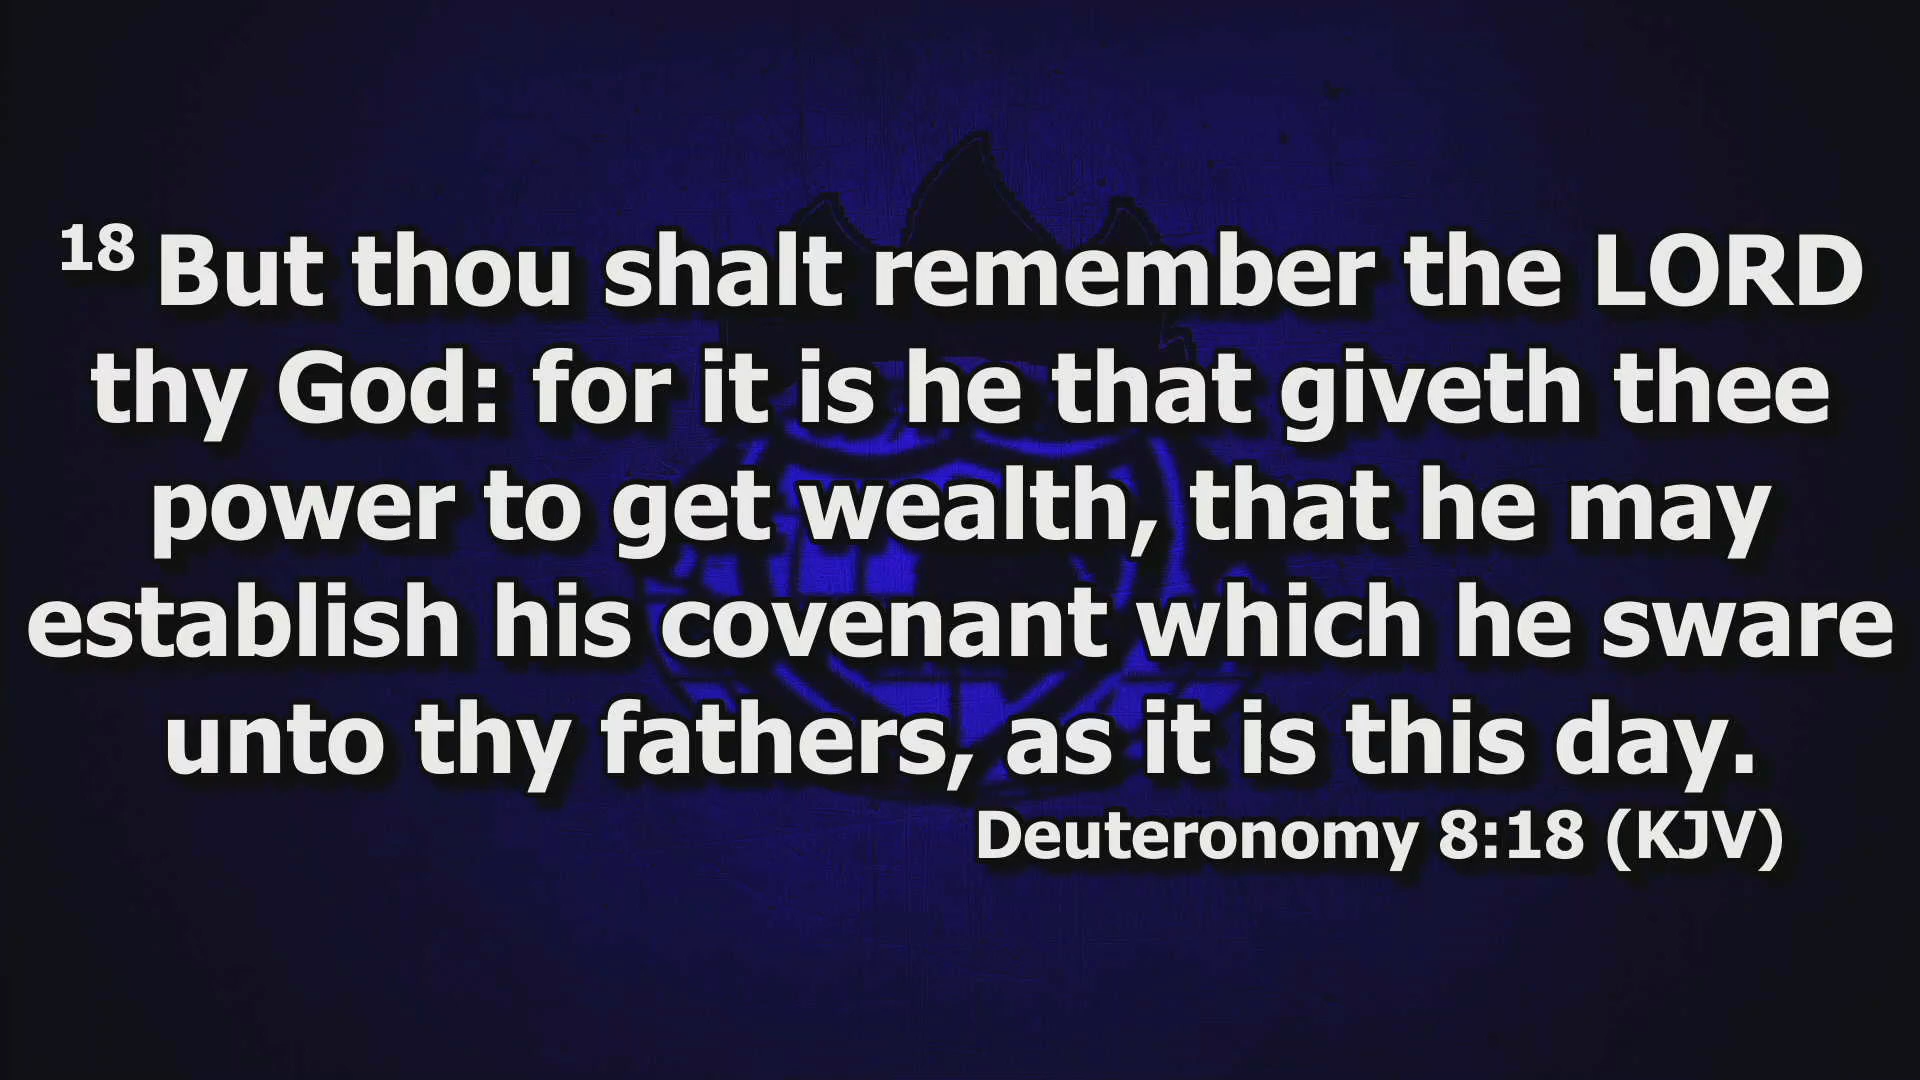 18 But thou shalt remember the LORD
thy God: for it is he that giveth thee
power to get wealth, that he may
establish his covenant which he sware
unto thy fathers, as it is this day.
Deuteronomy 8:18 (KJV)